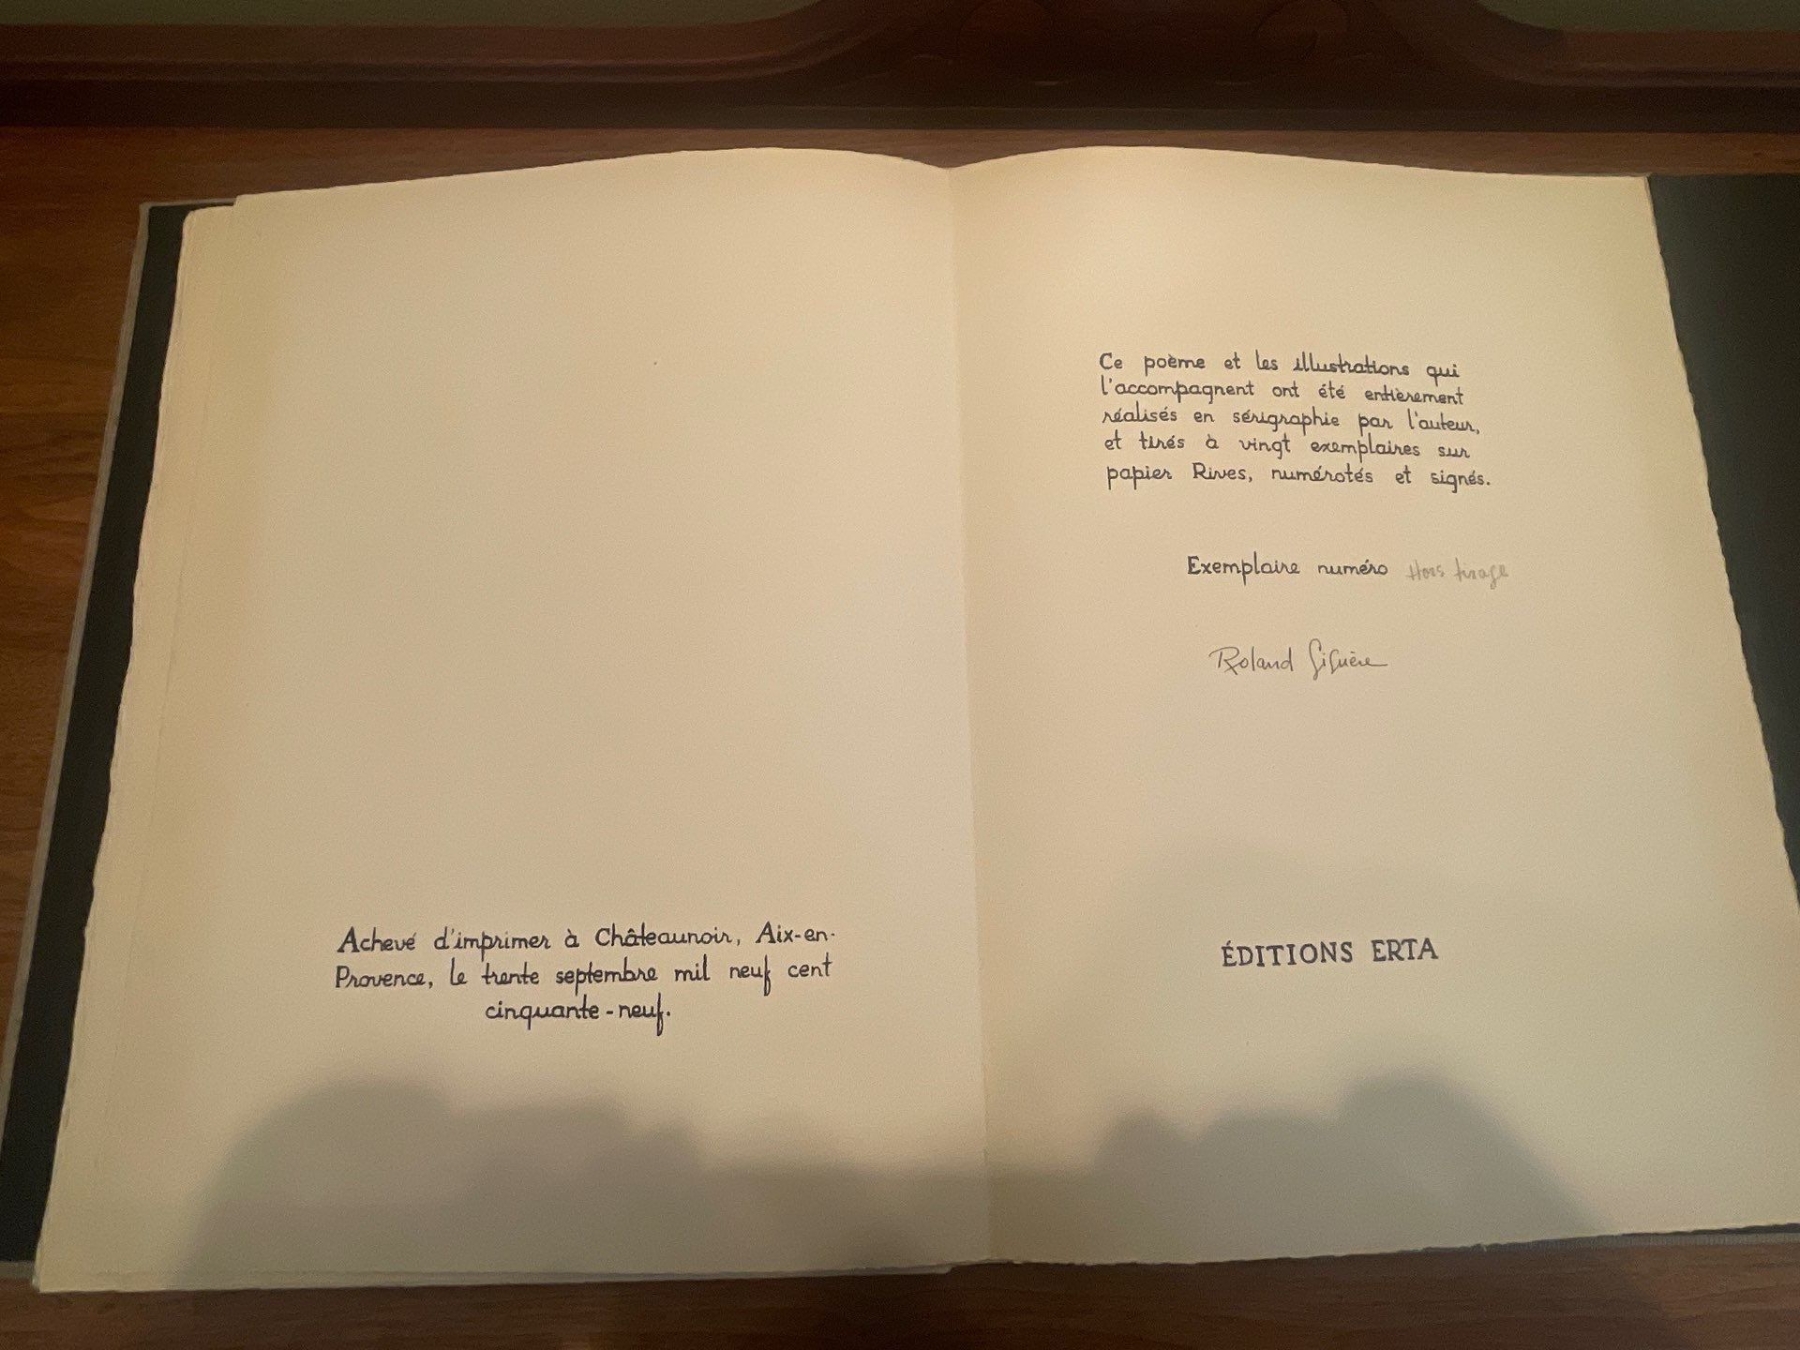 Achevé d'imprimer à Châteaunoir, Aix-en-
Provence, le trente septembre mil neuf cent
cinquante-neuf.
Ce poème et les illustrations qui
l'accompagnent ont été entièrement
réalisés en sérigraphie par l'auteur,
et tirés à vingt exemplaires sur
papier Rives, numérotés et signés.
Exemplaire numéro Hors tirage
Roland Giguère
ÉDITIONS ERTA